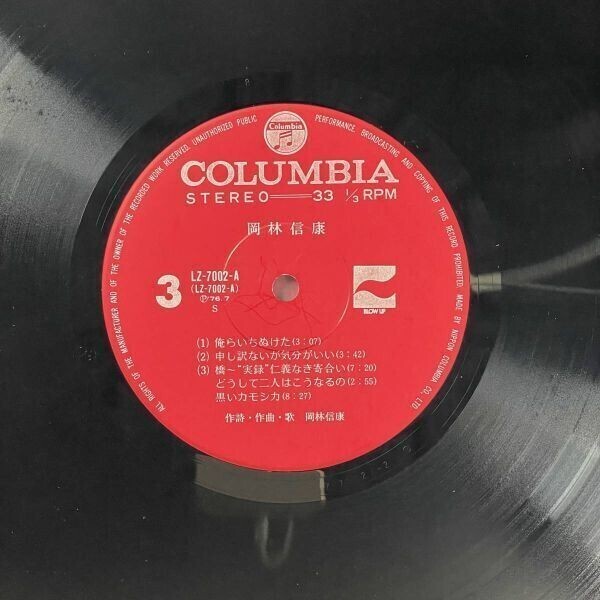 Columbia
ALL RIGHTS OF THE MANUFACTURER AND OF THE OWNER OF THE RECORDED WORK RESERVED. UNAUTHORIZED PUBLIC PERFORMANCE, BROADCASTING AND COPYING OF THIS RECORD PROHIBITED. MADE BY NIPPON COLUMBIA CO., LTD.
COLUMBIA
STEREO 33 1/3 RPM
岡林信康
3
LZ-7002-A
(LZ-7002-A)
Ⓟ76.7
S
BLOW UP
(1) 俺らいちぬけた(3:07)
(2) 申し訳ないが気分がいい(3:42)
(3) 橋~"実録"仁義なき寄合い(7:20)
どうして二人はこうなるの(2:55)
黒いカモシカ(8:27)
作詩・作曲・歌 岡林信康